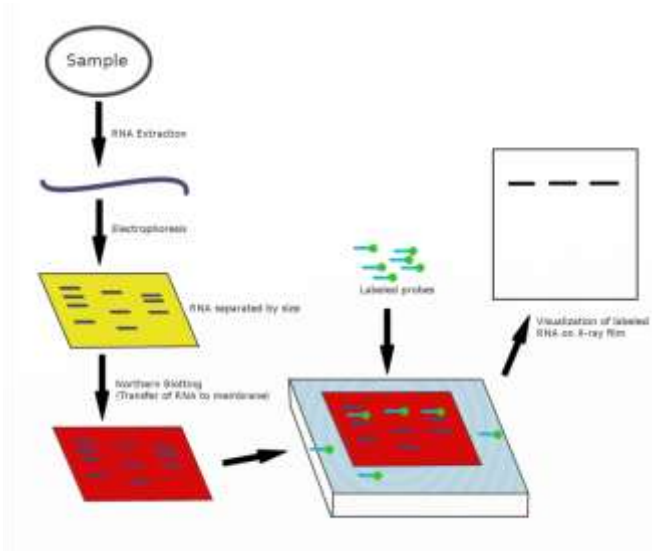 Sample
RNA Extraction
Electrophoresis
RNA separated by size
Northern Blotting
(Transfer of RNA to membrane)
Labeled probes
Visualization of labeled
RNA on X-ray film